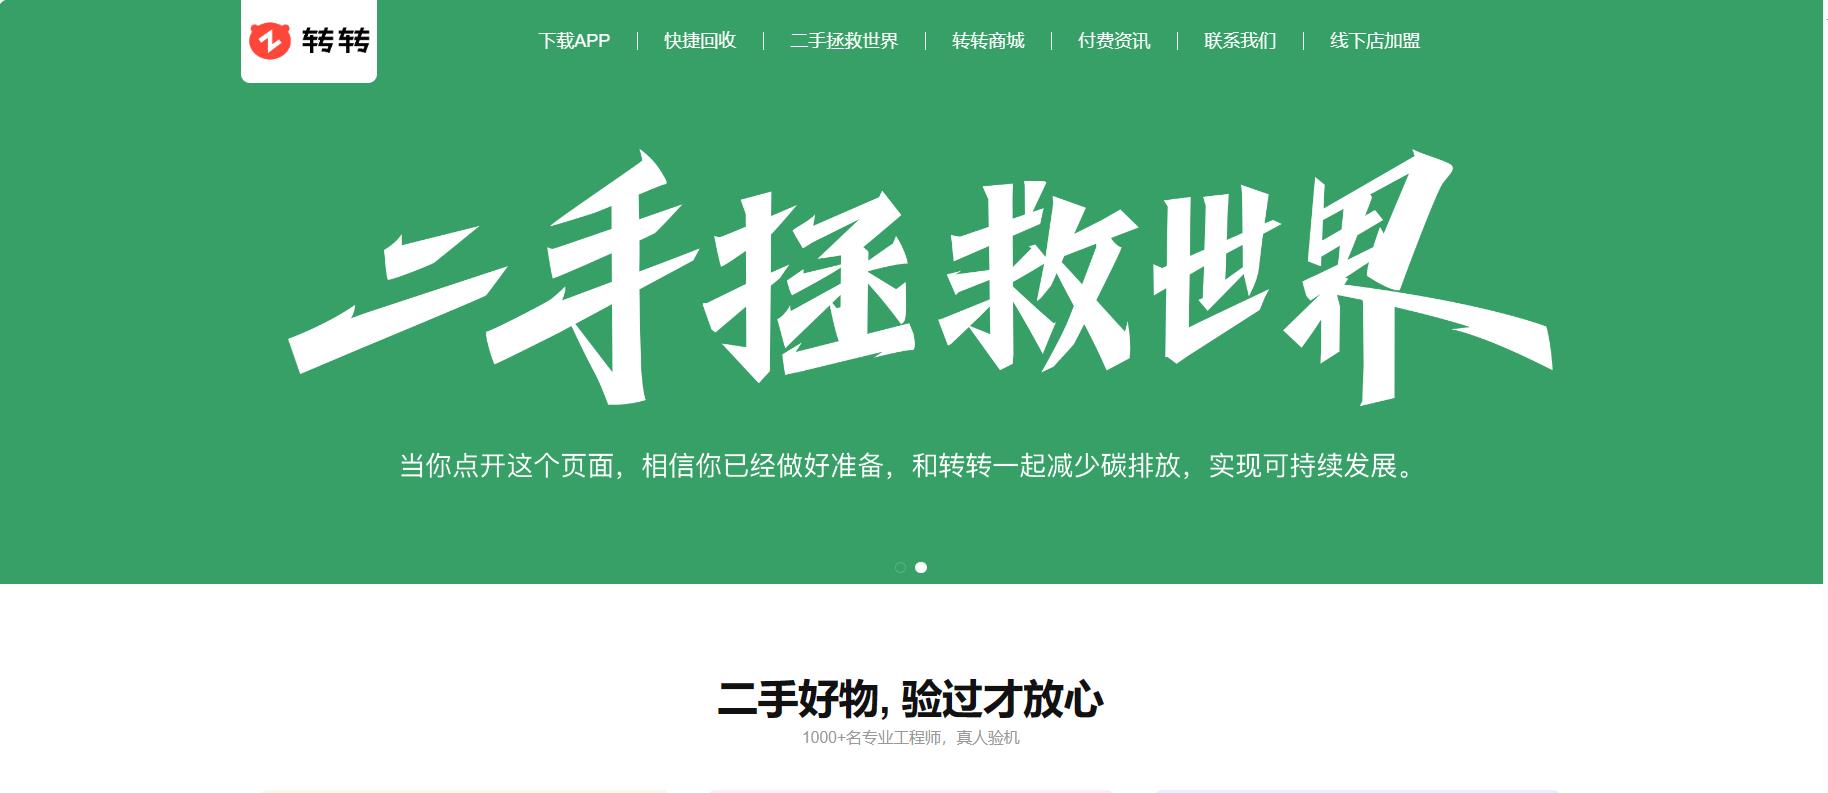 转转
下载APP
快捷回收
二手拯救世界
转转商城
付费资讯
联系我们
线下店加盟
二手拯救世界
当你点开这个页面，相信你已经做好准备，和转转一起减少碳排放，实现可持续发展。
二手好物, 验过才放心
1000+名专业工程师，真人验机